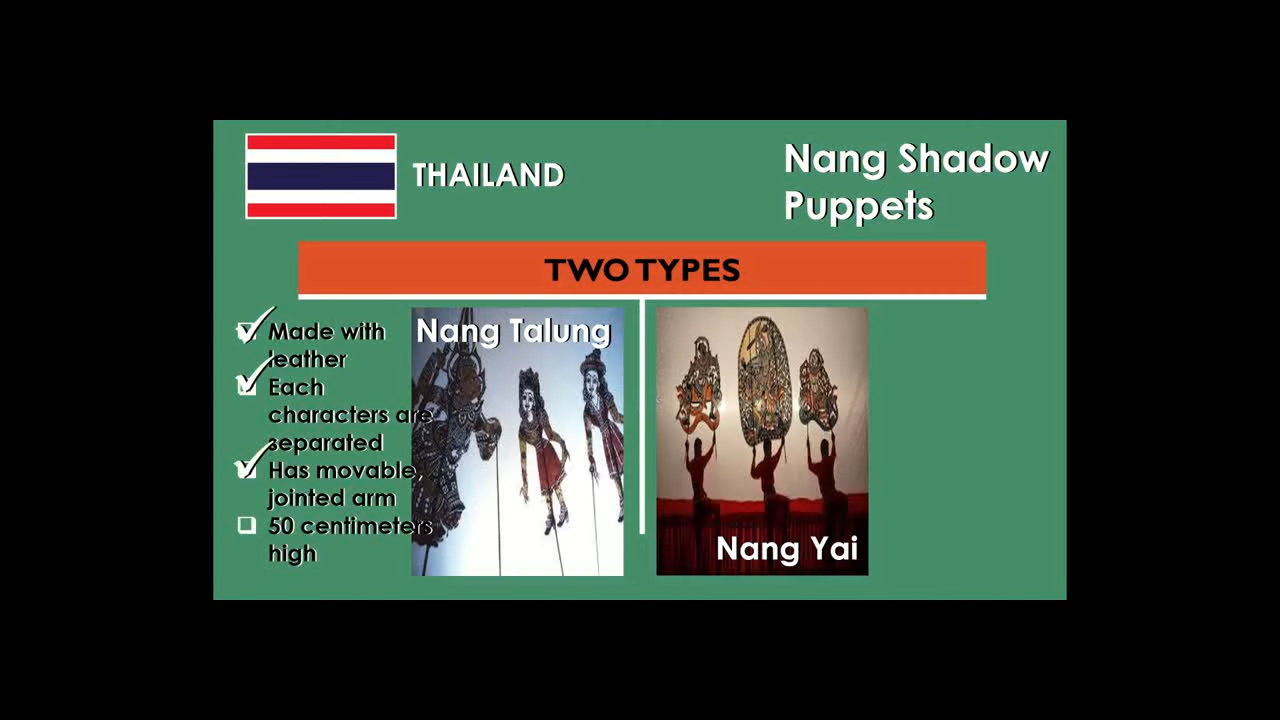 THAILAND
Nang Shadow
Puppets
TWO TYPES
Made with
leather
Each
characters are
separated
Has movable,
jointed arm
50 centimeters
high
Nang Talung
Nang Yai